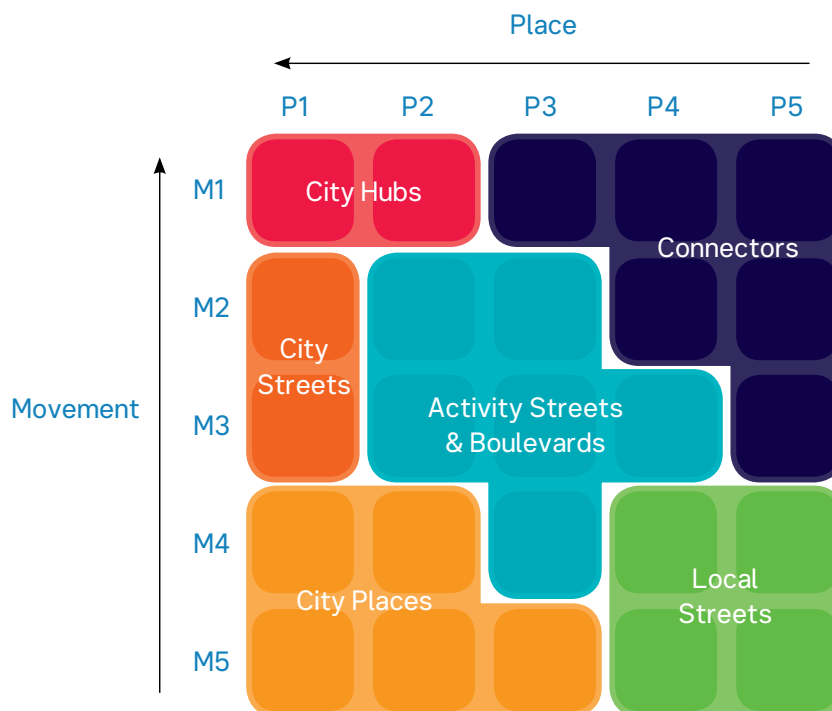 Place
P1 P2 P3 P4 P5
M1
City Hubs
Connectors
M2
City
Streets
Movement
M3
Activity Streets
& Boulevards
M4
Local
Streets
City Places
M5